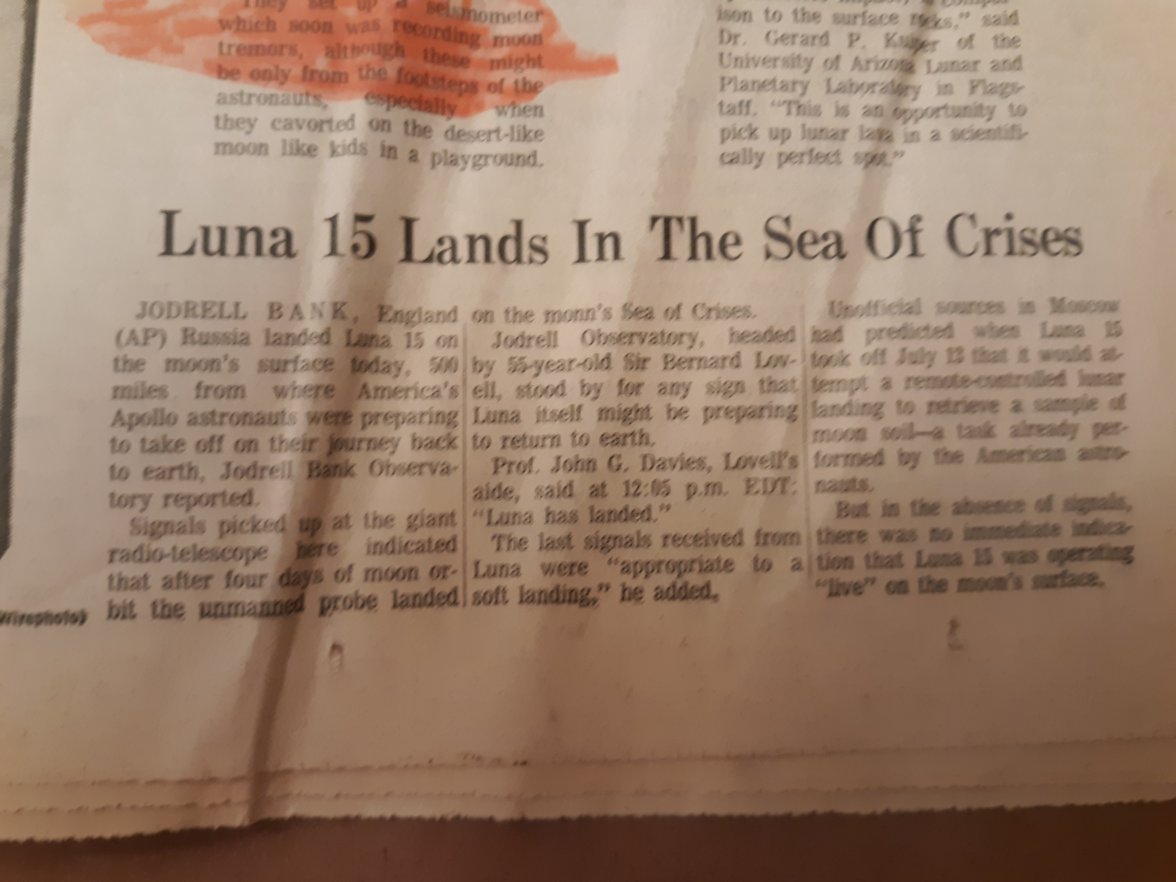 They set up a seismometer
which soon was recording moon
tremors, although these might
be only from the footsteps of the
astronauts, especially when
they cavorted on the desert-like
moon like kids in a playground.
ison to the surface rocks," said
Dr. Gerard P. Kuiper of the
University of Arizona Lunar and
Planetary Laboratory in Flags-
taff. "This is an opportunity to
pick up lunar lava in a scientifi-
cally perfect spot."
Luna 15 Lands In The Sea Of Crises
JODRELL BANK, England
(AP) Russia landed Luna 15 on
the moon's surface today, 500
miles from where America's
Apollo astronauts were preparing
to take off on their journey back
to earth, Jodrell Bank Observa-
tory reported.
Signals picked up at the giant
radio-telescope here indicated
that after four days of moon or-
bit the unmanned probe landed
on the monn's Sea of Crises.
Jodrell Observatory, headed
by 55-year-old Sir Bernard Lov-
ell, stood by for any sign that
Luna itself might be preparing
to return to earth.
Prof. John G. Davies, Lovell's
aide, said at 12:05 p.m. EDT:
"Luna has landed."
The last signals received from
Luna were "appropriate to a
soft landing," he added.
Unofficial sources in Moscow
had predicted when Luna 15
took off July 13 that it would at-
tempt a remote-controlled lunar
landing to retrieve a sample of
moon soil—a task already per-
formed by the American astro-
nauts.
But in the absence of signals,
there was no immediate indica-
tion that Luna 15 was operating
"live" on the moon's surface.
Wirephoto)